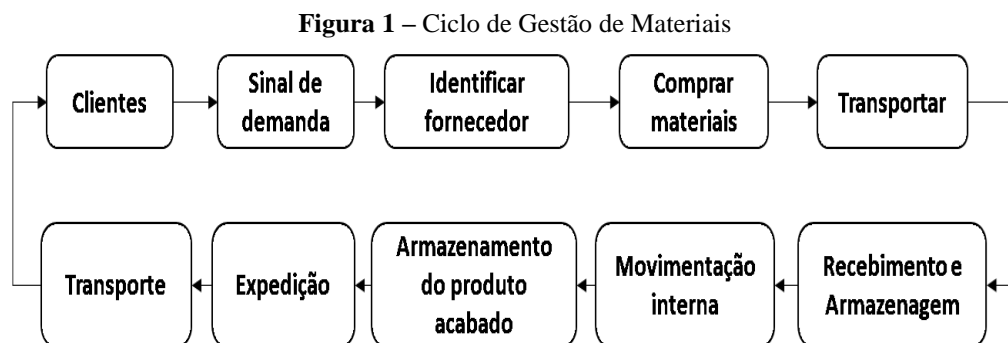 Figura 1 – Ciclo de Gestão de Materiais
Clientes
Sinal de
demanda
Identificar
fornecedor
Comprar
materiais
Transportar
Recebimento e
Armazenagem
Movimentação
interna
Armazenamento
do produto
acabado
Expedição
Transporte